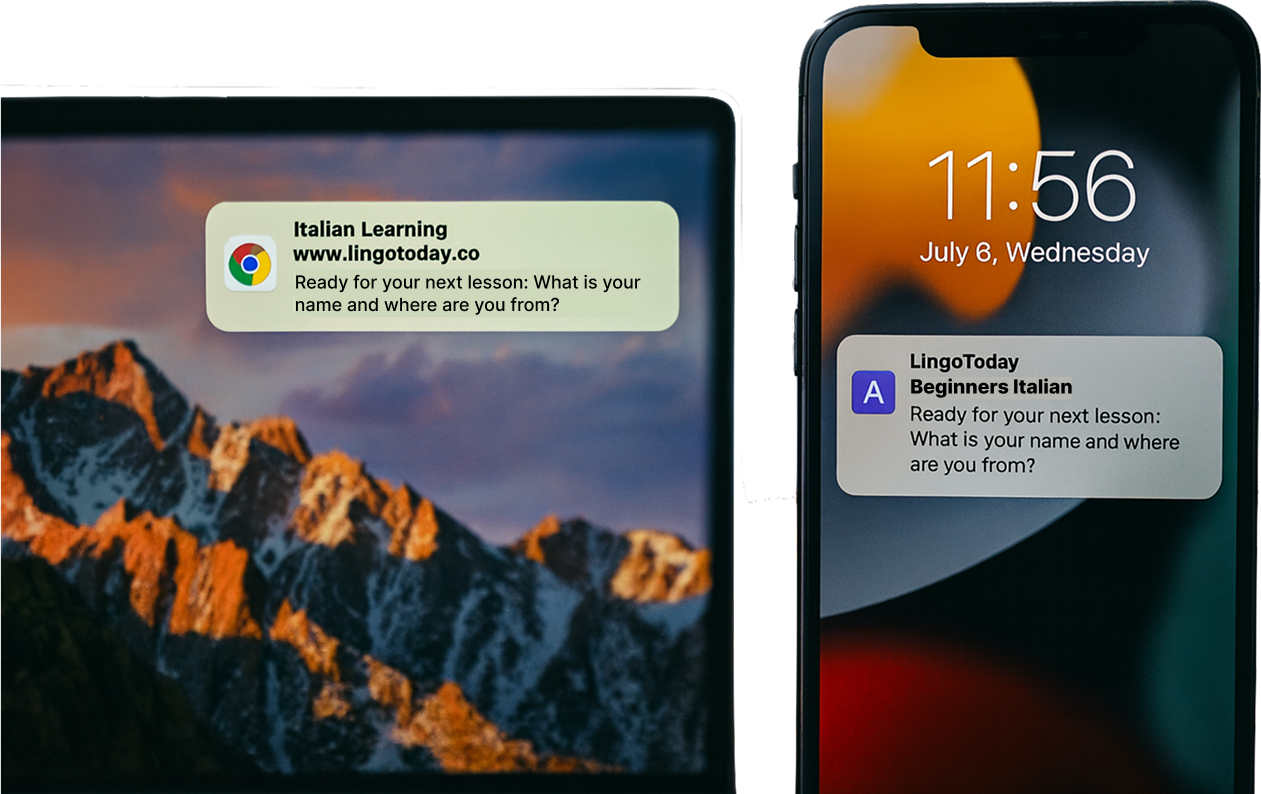 Italian Learning
www.lingotoday.co
Ready for your next lesson: What is your
name and where are you from?
11:56
July 6, Wednesday
A
LingoToday
Beginners Italian
Ready for your next lesson:
What is your name and where
are you from?